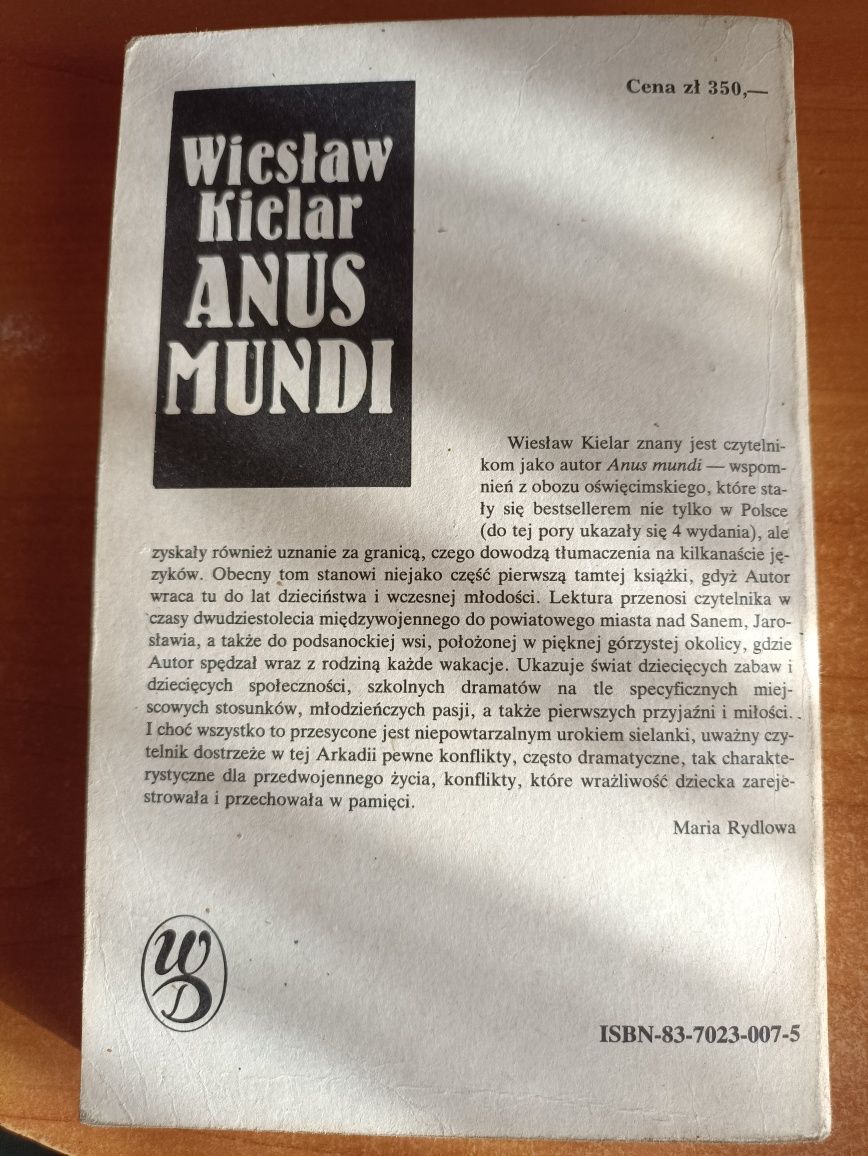 Cena zł 350,—
Wiesław
Kielar
ANUS
MUNDI
Wiesław Kielar znany jest czytelni-
kom jako autor Anus mundi — wspom-
nień z obozu oświęcimskiego, które sta-
ły się bestsellerem nie tylko w Polsce
(do tej pory ukazały się 4 wydania), ale
zyskały również uznanie za granicą, czego dowodzą tłumaczenia na kilkanaście ję-
zyków. Obecny tom stanowi niejako część pierwszą tamtej książki, gdyż Autor
wraca tu do lat dzieciństwa i wczesnej młodości. Lektura przenosi czytelnika w
czasy dwudziestolecia międzywojennego do powiatowego miasta nad Sanem, Jaro-
sławia, a także do podsanockiej wsi, położonej w pięknej górzystej okolicy, gdzie
Autor spędzał wraz z rodziną każde wakacje. Ukazuje świat dziecięcych zabaw i
dziecięcych społeczności, szkolnych dramatów na tle specyficznych miej-
scowych stosunków, młodzieńczych pasji, a także pierwszych przyjaźni i miłości.
I choć wszystko to przesycone jest niepowtarzalnym urokiem sielanki, uważny czy-
telnik dostrzeże w tej Arkadii pewne konflikty, często dramatyczne, tak charakte-
rystyczne dla przedwojennego życia, konflikty, które wrażliwość dziecka zareje-
strowała i przechowała w pamięci.
Maria Rydlowa
WD
ISBN-83-7023-007-5